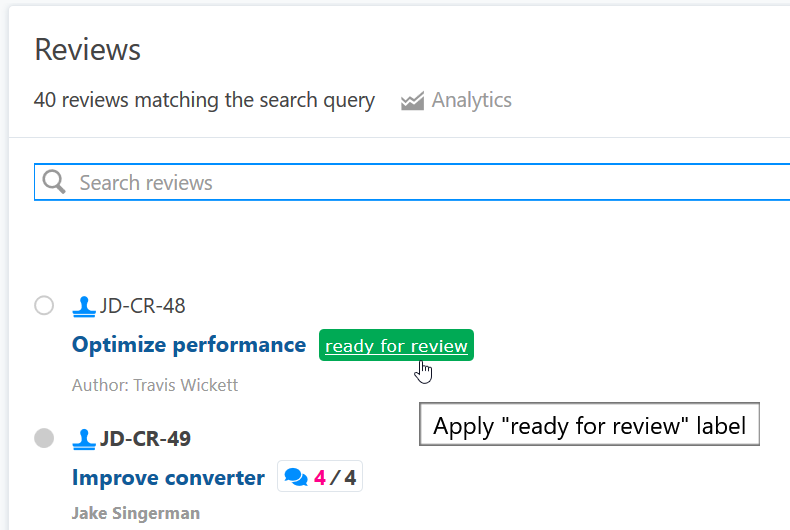 Reviews
40 reviews matching the search query Analytics
Search reviews
JD-CR-48
Optimize performance ready for review
Author: Travis Wickett
Apply "ready for review" label
JD-CR-49
Improve converter 4/4
Jake Singerman